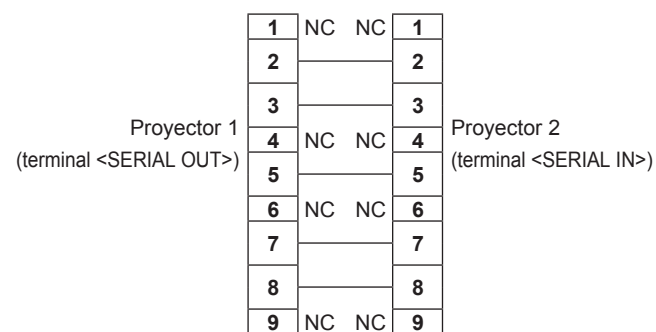 1 NC NC 1
2 2
3 3
Proyector 1 Proyector 2
4 NC NC 4
(terminal <SERIAL OUT>) (terminal <SERIAL IN>)
5 5
6 NC NC 6
7 7
8 8
9 NC NC 9